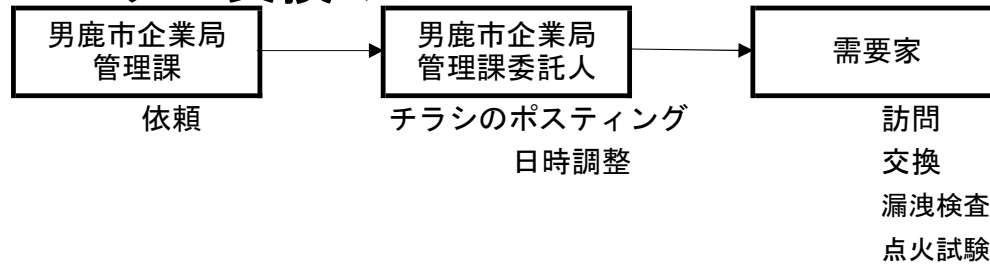 男鹿市企業局
管理課
男鹿市企業局
管理課委託人
需要家
依頼
チラシのポスティング
日時調整
訪問
交換
漏洩検査
点火試験